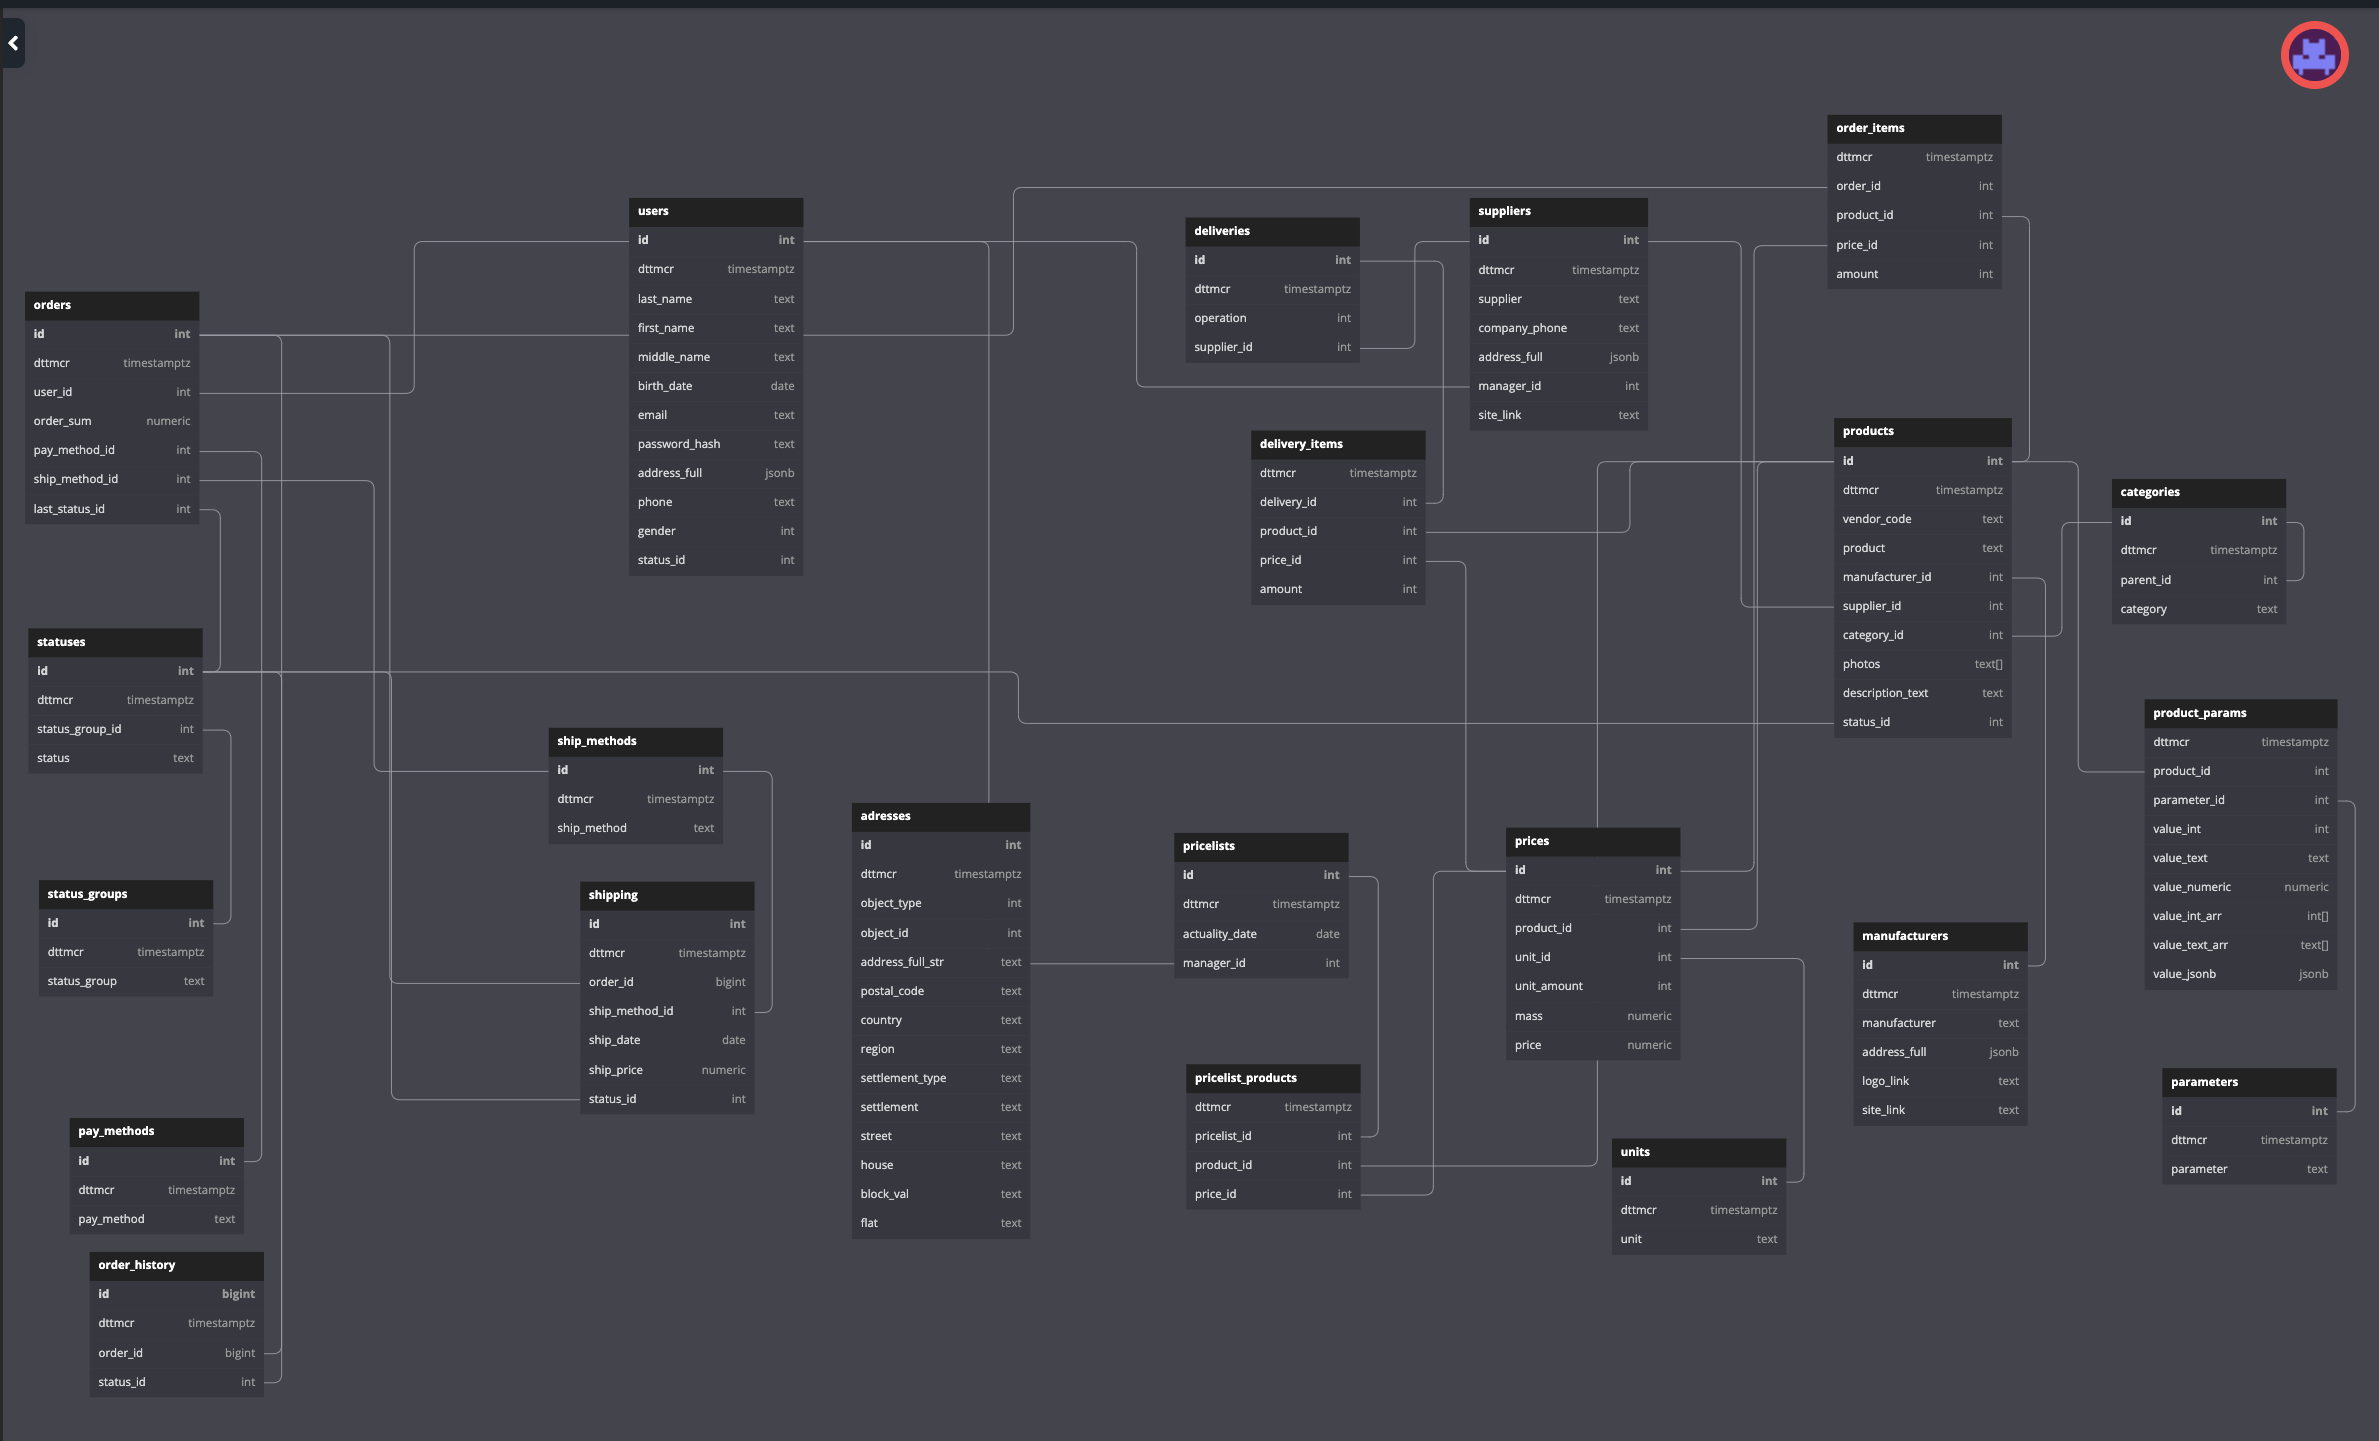 orders
id int
dttmcr timestamptz
user_id int
order_sum numeric
pay_method_id int
ship_method_id int
last_status_id int
statuses
id int
dttmcr timestamptz
status_group_id int
status text
status_groups
id int
dttmcr timestamptz
status_group text
pay_methods
id int
dttmcr timestamptz
pay_method text
order_history
id bigint
dttmcr timestamptz
order_id bigint
status_id int
users
id int
dttmcr timestamptz
last_name text
first_name text
middle_name text
birth_date date
email text
password_hash text
address_full jsonb
phone text
gender int
status_id int
ship_methods
id int
dttmcr timestamptz
ship_method text
shipping
id int
dttmcr timestamptz
order_id bigint
ship_method_id int
ship_date date
ship_price numeric
status_id int
adresses
id int
dttmcr timestamptz
object_type int
object_id int
address_full_str text
postal_code text
country text
region text
settlement_type text
settlement text
street text
house text
block_val text
flat text
deliveries
id int
dttmcr timestamptz
operation int
supplier_id int
delivery_items
dttmcr timestamptz
delivery_id int
product_id int
price_id int
amount int
pricelists
id int
dttmcr timestamptz
actuality_date date
manager_id int
pricelist_products
dttmcr timestamptz
pricelist_id int
product_id int
price_id int
suppliers
id int
dttmcr timestamptz
supplier text
company_phone text
address_full jsonb
manager_id int
site_link text
prices
id int
dttmcr timestamptz
product_id int
unit_id int
unit_amount int
mass numeric
price numeric
units
id int
dttmcr timestamptz
unit text
order_items
dttmcr timestamptz
order_id int
product_id int
price_id int
amount int
products
id int
dttmcr timestamptz
vendor_code text
product text
manufacturer_id int
supplier_id int
category_id int
photos text[]
description_text text
status_id int
manufacturers
id int
dttmcr timestamptz
manufacturer text
address_full jsonb
logo_link text
site_link text
categories
id int
dttmcr timestamptz
parent_id int
category text
product_params
dttmcr timestamptz
product_id int
parameter_id int
value_int int
value_text text
value_numeric numeric
value_int_arr int[]
value_text_arr text[]
value_jsonb jsonb
parameters
id int
dttmcr timestamptz
parameter text